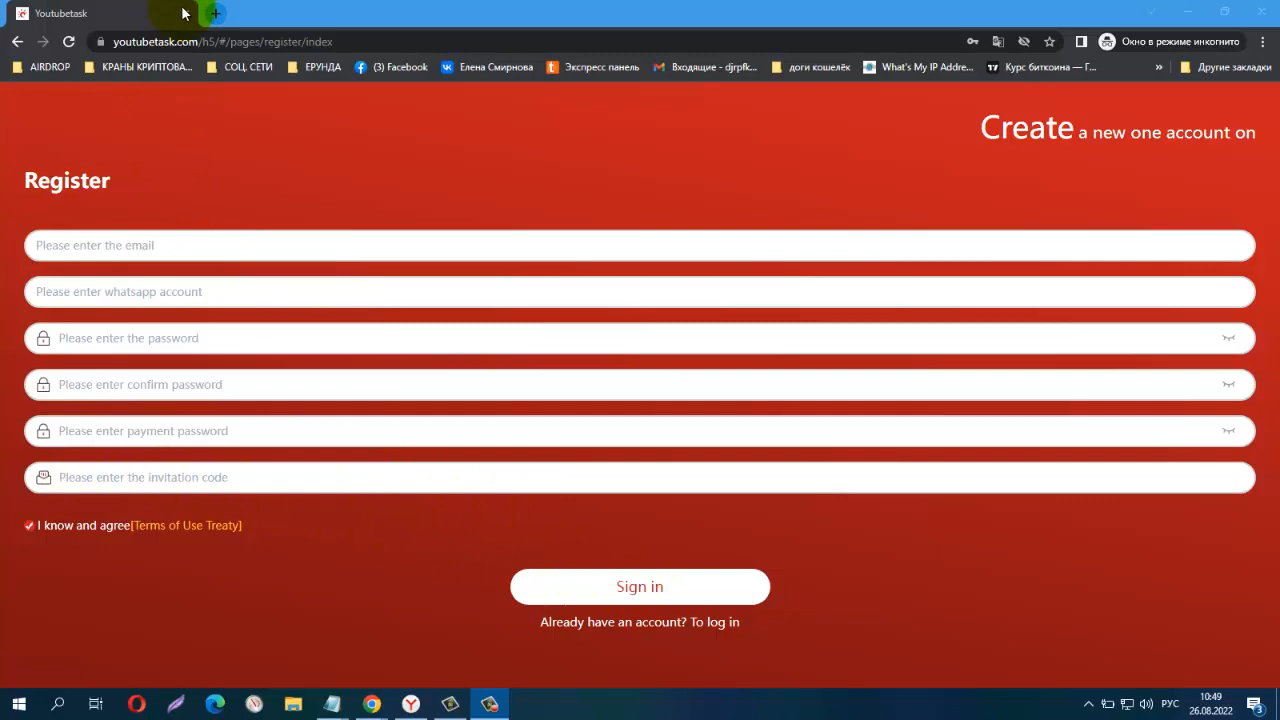 Youtubetask
youtubetask.com/h5/#/pages/register/index
Окно в режиме инкогнито
AIRDROP
КРАНЫ КРИПТОВА...
СОЦ. СЕТИ
ЕРУНДА
(3) Facebook
Елена Смирнова
Экспресс панель
Входящие - djrpfk...
доги кошелёк
What's My IP Addre...
Курс биткоина — Г...
»
Другие закладки
Create a new one account on
Register
Please enter the email
Please enter whatsapp account
Please enter the password
Please enter confirm password
Please enter payment password
Please enter the invitation code
I know and agree[Terms of Use Treaty]
Sign in
Already have an account? To log in
РУС
10:49
26.08.2022
3